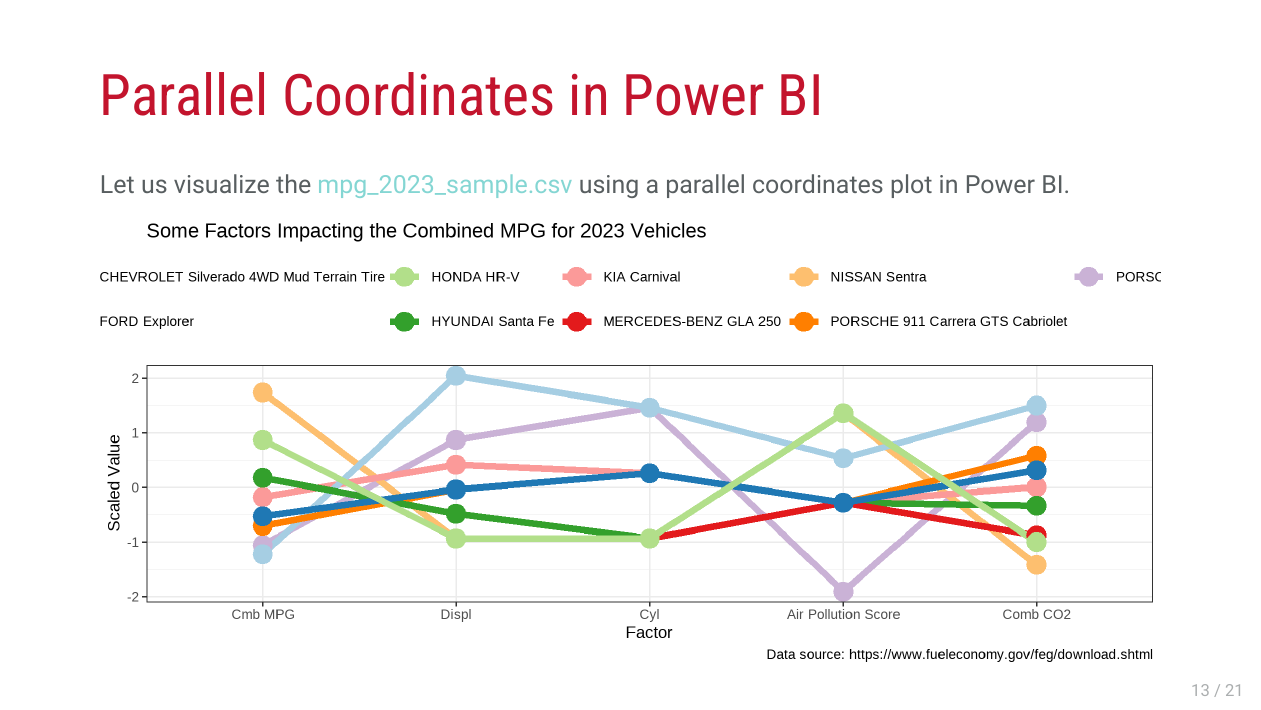 Parallel Coordinates in Power BI
Let us visualize the mpg_2023_sample.csv using a parallel coordinates plot in Power BI.
Some Factors Impacting the Combined MPG for 2023 Vehicles
CHEVROLET Silverado 4WD Mud Terrain Tire HONDA HR-V KIA Carnival NISSAN Sentra PORSC
FORD Explorer HYUNDAI Santa Fe MERCEDES-BENZ GLA 250 PORSCHE 911 Carrera GTS Cabriolet
2
1
0
-1
-2
Scaled Value
Cmb MPG Displ Cyl Air Pollution Score Comb CO2
Factor
Data source: https://www.fueleconomy.gov/feg/download.shtml
13 / 21